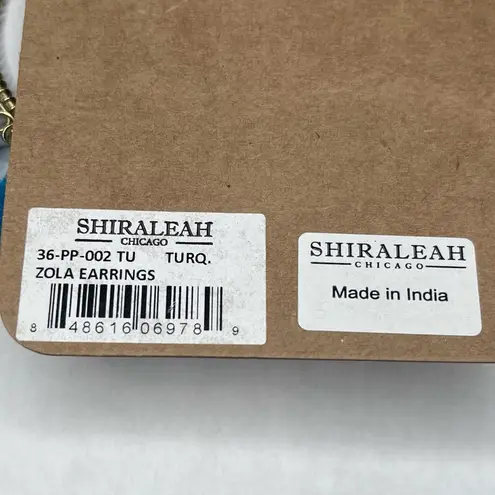 SHIRALEAH
CHICAGO
36-PP-002 TU TURQ.
ZOLA EARRINGS
8 48616 06978 9
SHIRALEAH
CHICAGO
Made in India